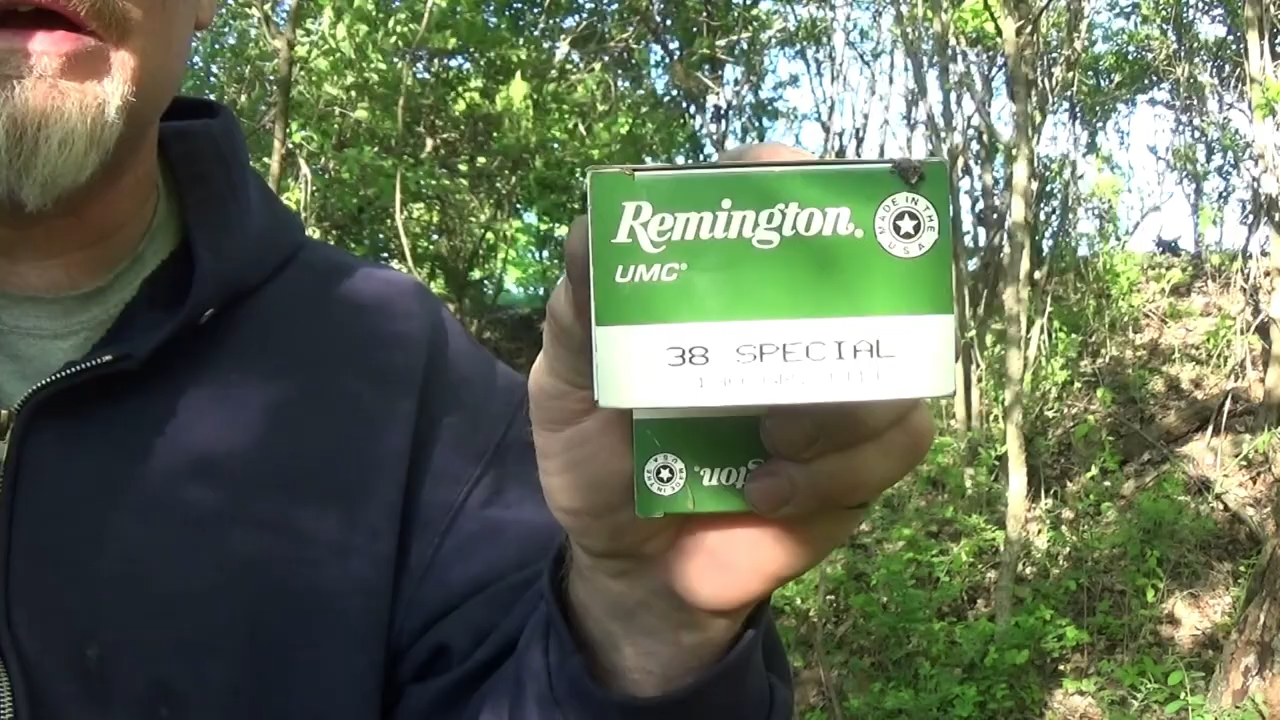 Remington.
MADE IN THE
USA
UMC®
38 SPECIAL
MADE IN THE
USA